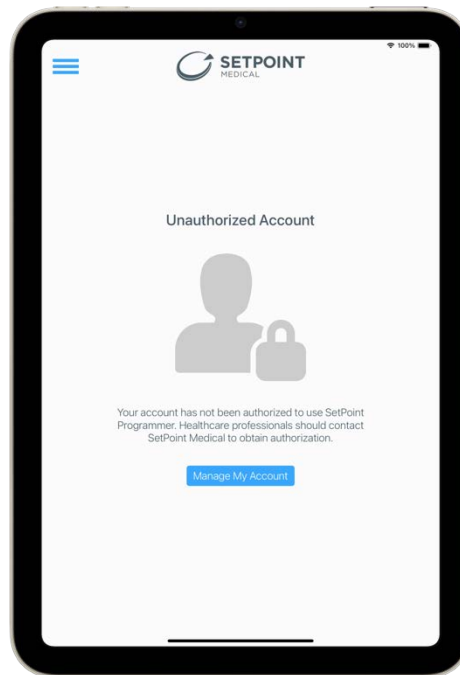 SETPOINT
MEDICAL
100%
Unauthorized Account
Your account has not been authorized to use SetPoint
Programmer. Healthcare professionals should contact
SetPoint Medical to obtain authorization.
Manage My Account